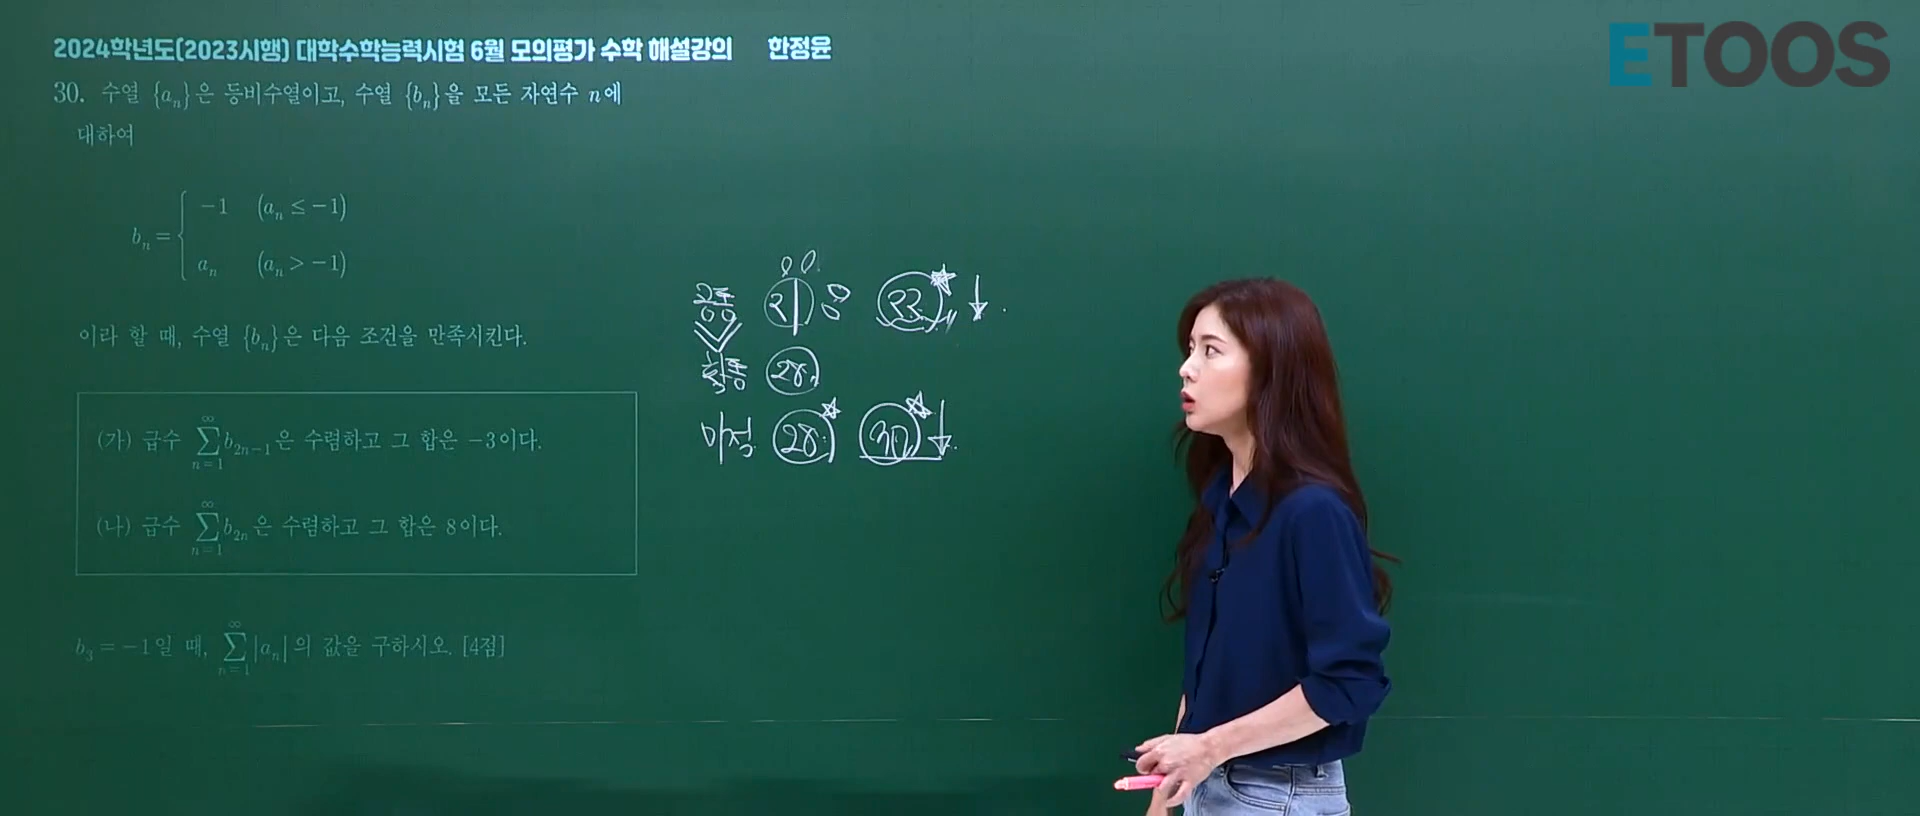 2024학년도(2023시행) 대학수학능력시험 6월 모의평가 수학 해설강의 한정윤
ETOOS
30. 수열 {aₙ}은 등비수열이고, 수열 {bₙ}을 모든 자연수 n에
대하여
bₙ = { -1 (aₙ ≤ -1)
aₙ (aₙ > -1)
이라 할 때, 수열 {bₙ}은 다음 조건을 만족시킨다.
(가) 급수 ∑_{n=1}^{∞} b₂ₙ₋₁은 수렴하고 그 합은 -3이다.
(나) 급수 ∑_{n=1}^{∞} b₂ₙ은 수렴하고 그 합은 8이다.
b₃ = -1일 때, ∑_{n=1}^{∞} |aₙ|의 값을 구하시오. [4점]
공통 21 22
확통 28
미적 28 30